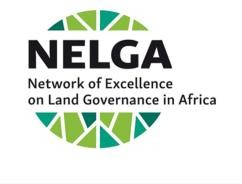 NELGA
Network of Excellence
on Land Governance in Africa